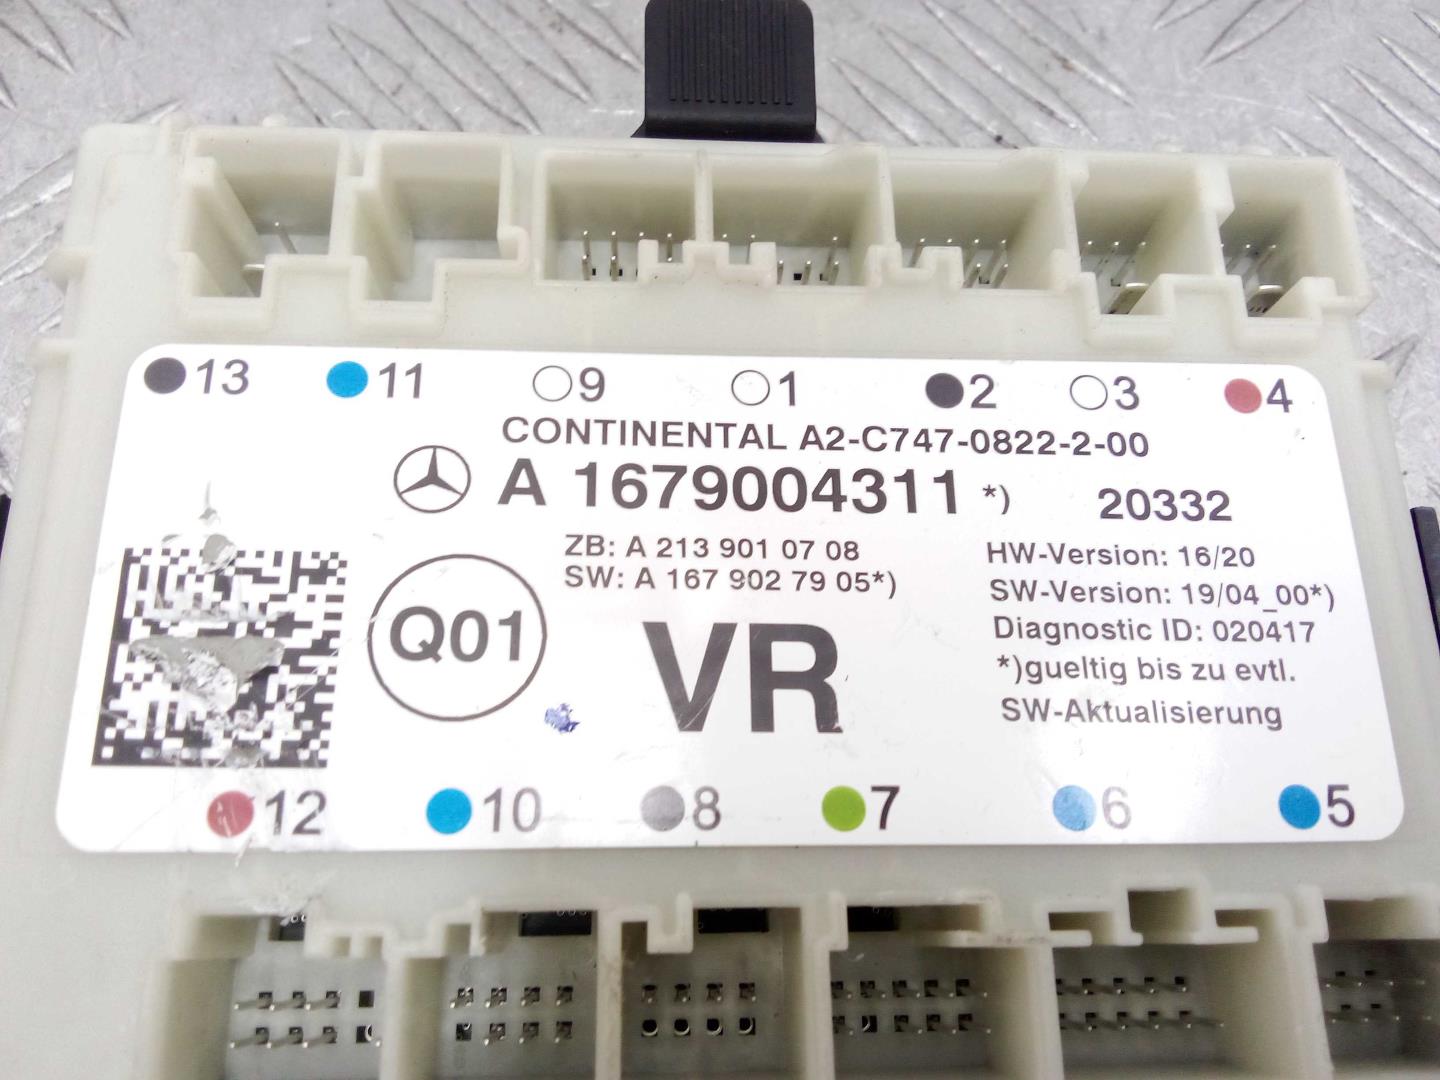 13 11 9 1 2 3 4
CONTINENTAL A2-C747-0822-2-00
A 1679004311 *) 20332
ZB: A 213 901 07 08
SW: A 167 902 79 05*)
HW-Version: 16/20
SW-Version: 19/04_00*)
Diagnostic ID: 020417
*)gueltig bis zu evtl.
SW-Aktualisierung
Q01
VR
12 10 8 7 6 5